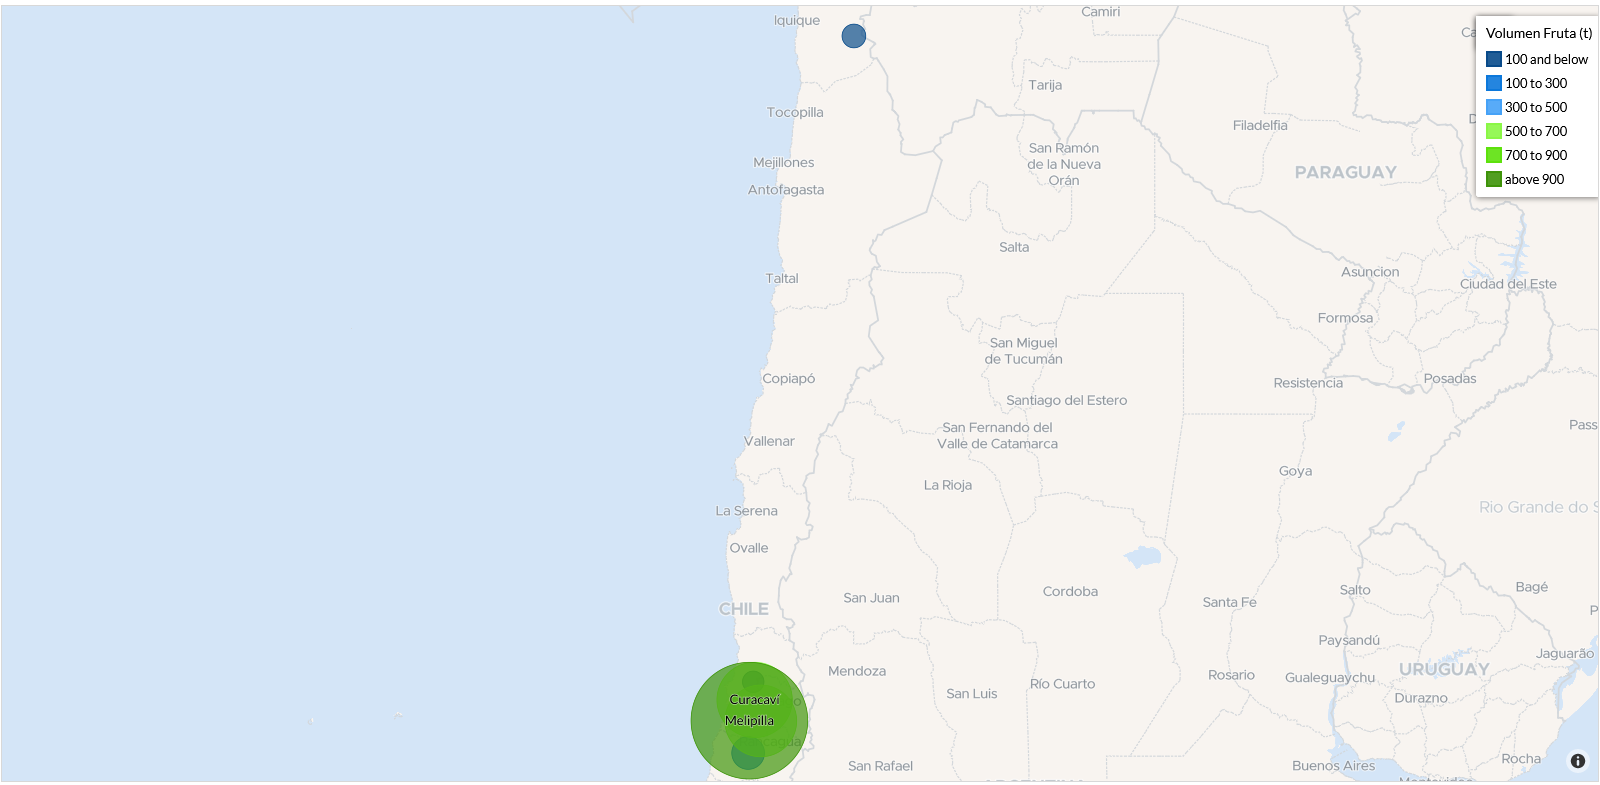 Iquique
Camiri
Ca
Volumen Fruta (t)
100 and below
100 to 300
300 to 500
500 to 700
700 to 900
above 900
Tarija
Tocopilla
Filadelfia
San Ramón
de la Nueva
Orán
Mejillones
PARAGUAY
Antofagasta
Salta
Taltal
Asuncion
Ciudad del Este
Formosa
San Miguel
de Tucumán
Copiapó
Resistencia
Posadas
Santiago del Estero
San Fernando del
Valle de Catamarca
Pass
Vallenar
Goya
La Rioja
La Serena
Rio Grande do S
Ovalle
CHILE
San Juan
Cordoba
Santa Fe
Salto
Bagé
P
Paysandú
Jaguarão
Mendoza
San Luis
Río Cuarto
Rosario
Gualeguaychu
URUGUAY
Durazno
Curacaví
Melipilla
San Rafael
Buenos Aires
Rocha
Montevideo
ARGENTINA